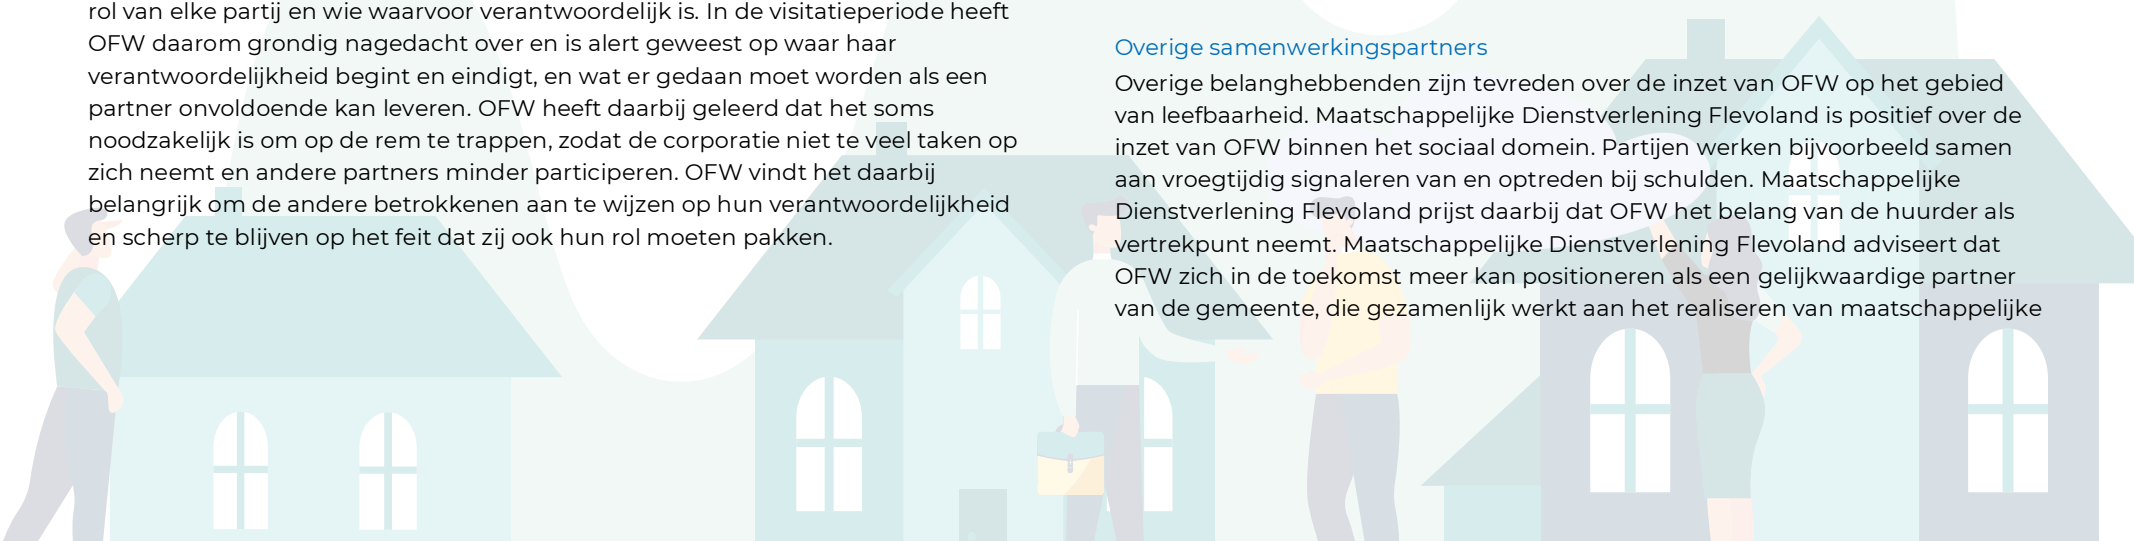 rol van elke partij en wie waarvoor verantwoordelijk is. In de visitatieperiode heeft
OFW daarom grondig nagedacht over en is alert geweest op waar haar
verantwoordelijkheid begint en eindigt, en wat er gedaan moet worden als een
partner onvoldoende kan leveren. OFW heeft daarbij geleerd dat het soms
noodzakelijk is om op de rem te trappen, zodat de corporatie niet te veel taken op
zich neemt en andere partners minder participeren. OFW vindt het daarbij
belangrijk om de andere betrokkenen aan te wijzen op hun verantwoordelijkheid
en scherp te blijven op het feit dat zij ook hun rol moeten pakken.
Overige samenwerkingspartners
Overige belanghebbenden zijn tevreden over de inzet van OFW op het gebied
van leefbaarheid. Maatschappelijke Dienstverlening Flevoland is positief over de
inzet van OFW binnen het sociaal domein. Partijen werken bijvoorbeeld samen
aan vroegtijdig signaleren van en optreden bij schulden. Maatschappelijke
Dienstverlening Flevoland prijst daarbij dat OFW het belang van de huurder als
vertrekpunt neemt. Maatschappelijke Dienstverlening Flevoland adviseert dat
OFW zich in de toekomst meer kan positioneren als een gelijkwaardige partner
van de gemeente, die gezamenlijk werkt aan het realiseren van maatschappelijke